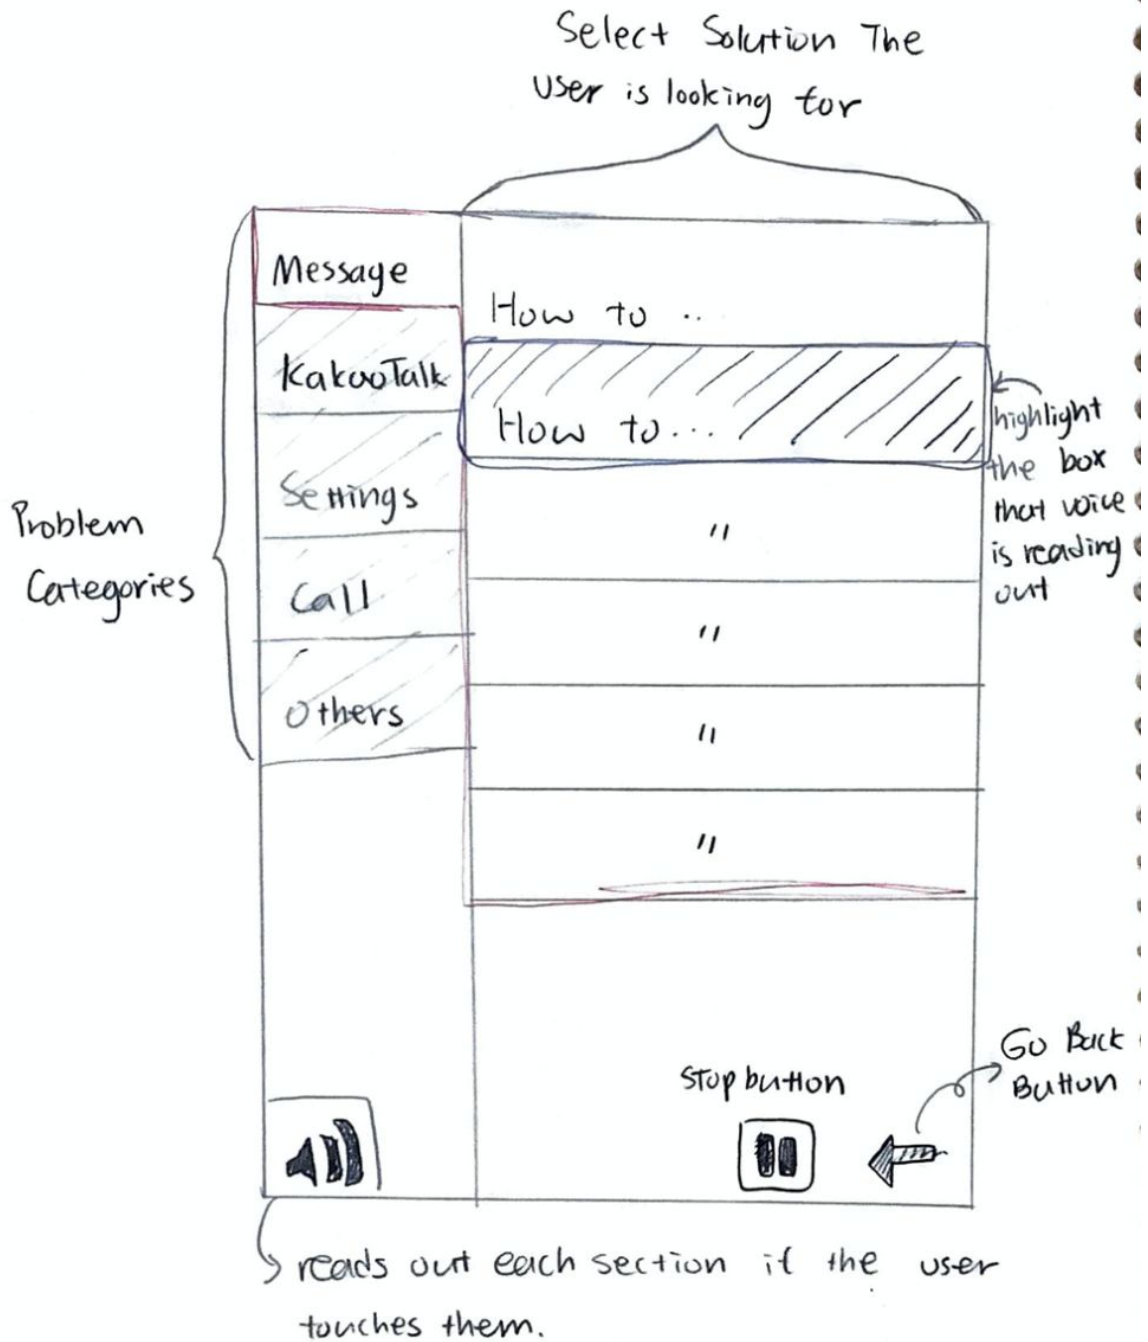 Select Solution The
user is looking for
Message
KakaoTalk
Settings
Call
Others
Problem
Categories
How to ..
How to...
"
"
"
"
highlight
the box
that voice
is reading
out
Stop button
Go Back
Button
reads out each section if the user
touches them.